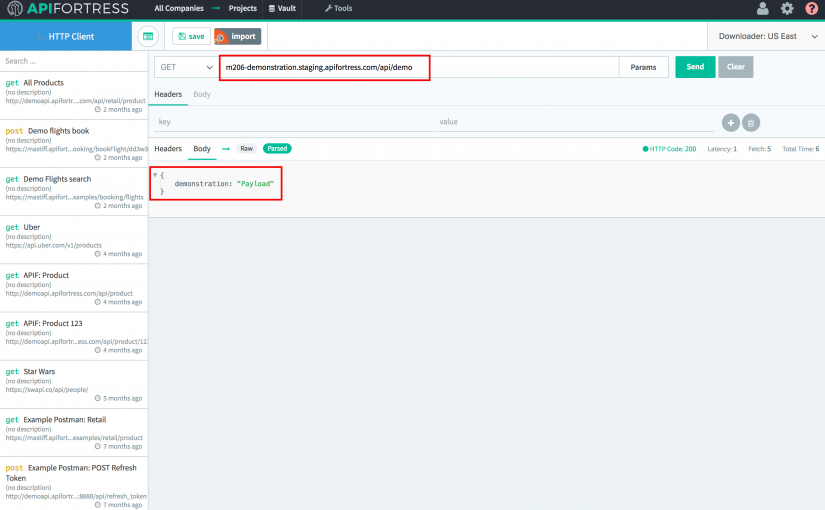 APIFORTRESS All Companies → Projects Vault Tools ?
HTTP Client save import Downloader: US East
Search ...
GET m206-demonstration.staging.apifortress.com/api/demo Params Send Clear
Headers Body
key value
Headers Body → Raw Parsed HTTP Code: 200 Latency: 1 Fetch: 5 Total Time: 6
{
demonstration: "Payload"
}
get All Products
(no description)
http://demoapi.apifortr....com/api/retail/product
2 months ago
post Demo flights book
(no description)
https://mastiff.apifort...ooking/bookFlight/dd3w3
2 months ago
get Demo Flights search
(no description)
https://mastiff.apifort...xamples/booking/flights
2 months ago
get Uber
(no description)
https://api.uber.com/v1/products
4 months ago
get APIF: Product
(no description)
http://demoapi.apifortress.com/api/product
4 months ago
get APIF: Product 123
(no description)
http://demoapi.apifortr...ess.com/api/product/123
4 months ago
get Star Wars
(no description)
https://swapi.co/api/people/
5 months ago
get Example Postman: Retail
(no description)
https://mastiff.apifort...examples/retail/product
7 months ago
post Example Postman: POST Refresh
Token
(no description)
http://demoapi.apifortr...:8888/api/refresh_token
7 months ago